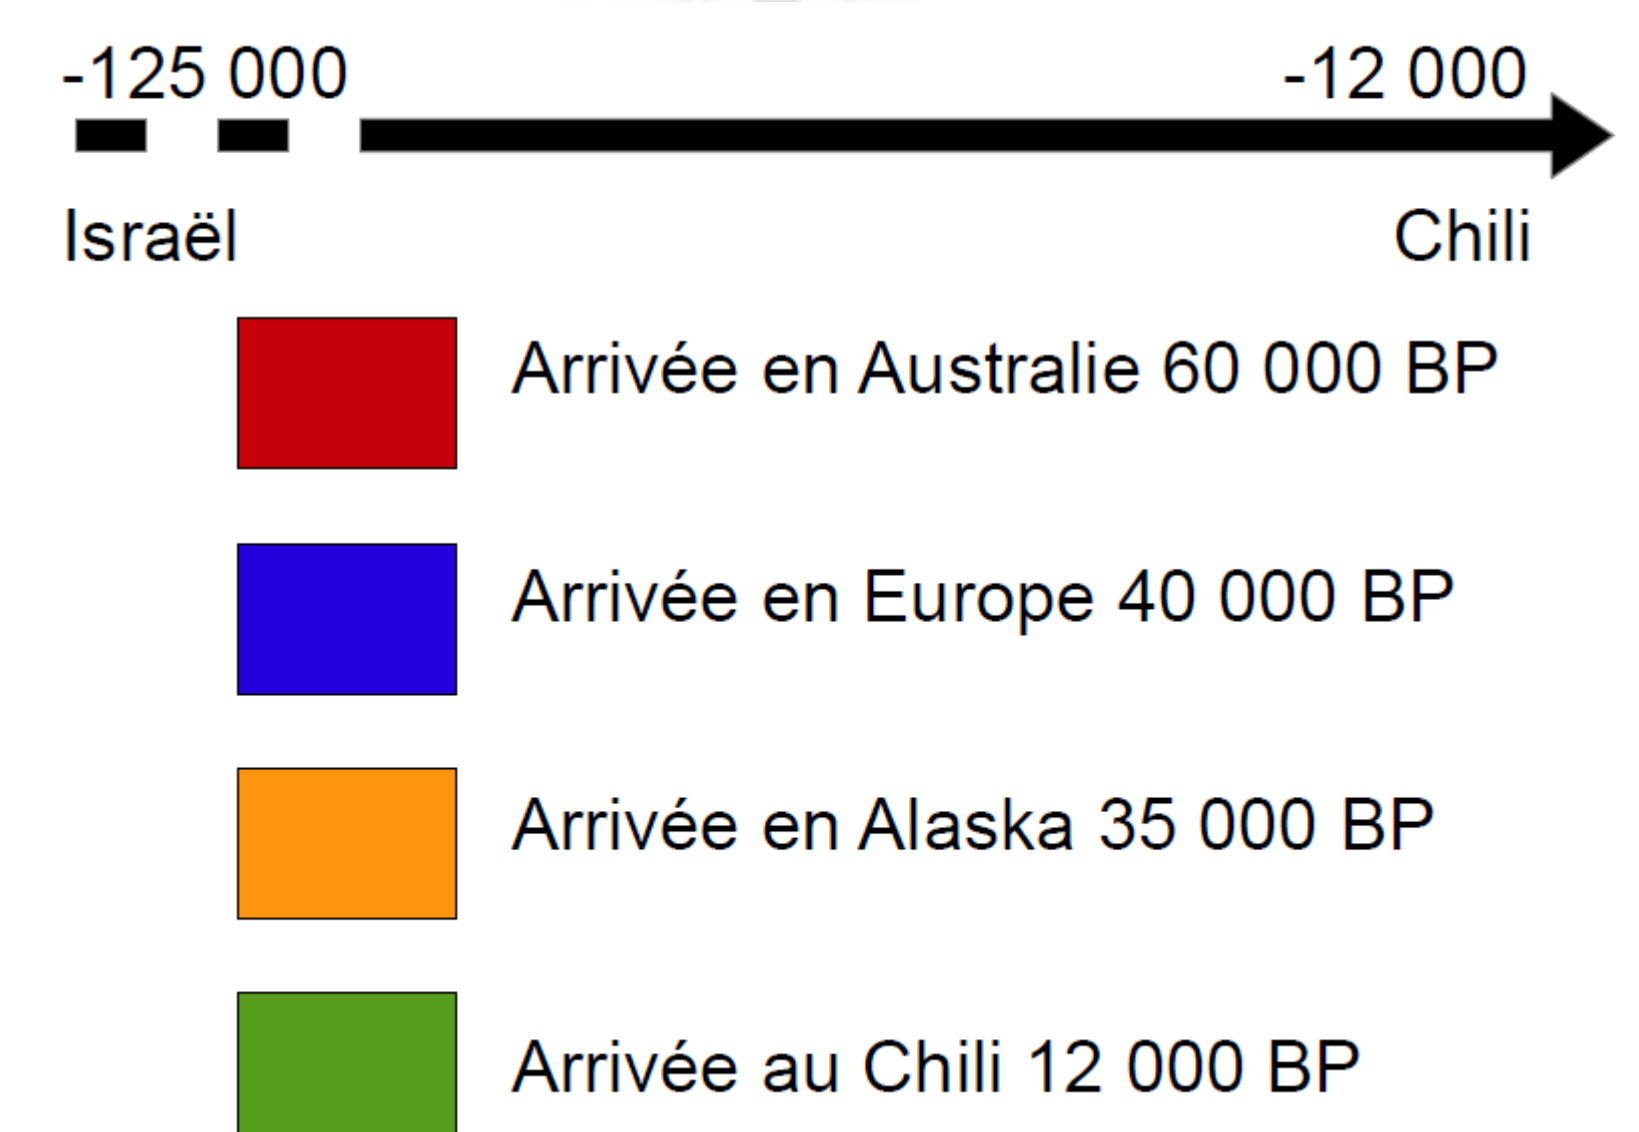 -125 000 -12 000
Israël Chili
Arrivée en Australie 60 000 BP
Arrivée en Europe 40 000 BP
Arrivée en Alaska 35 000 BP
Arrivée au Chili 12 000 BP